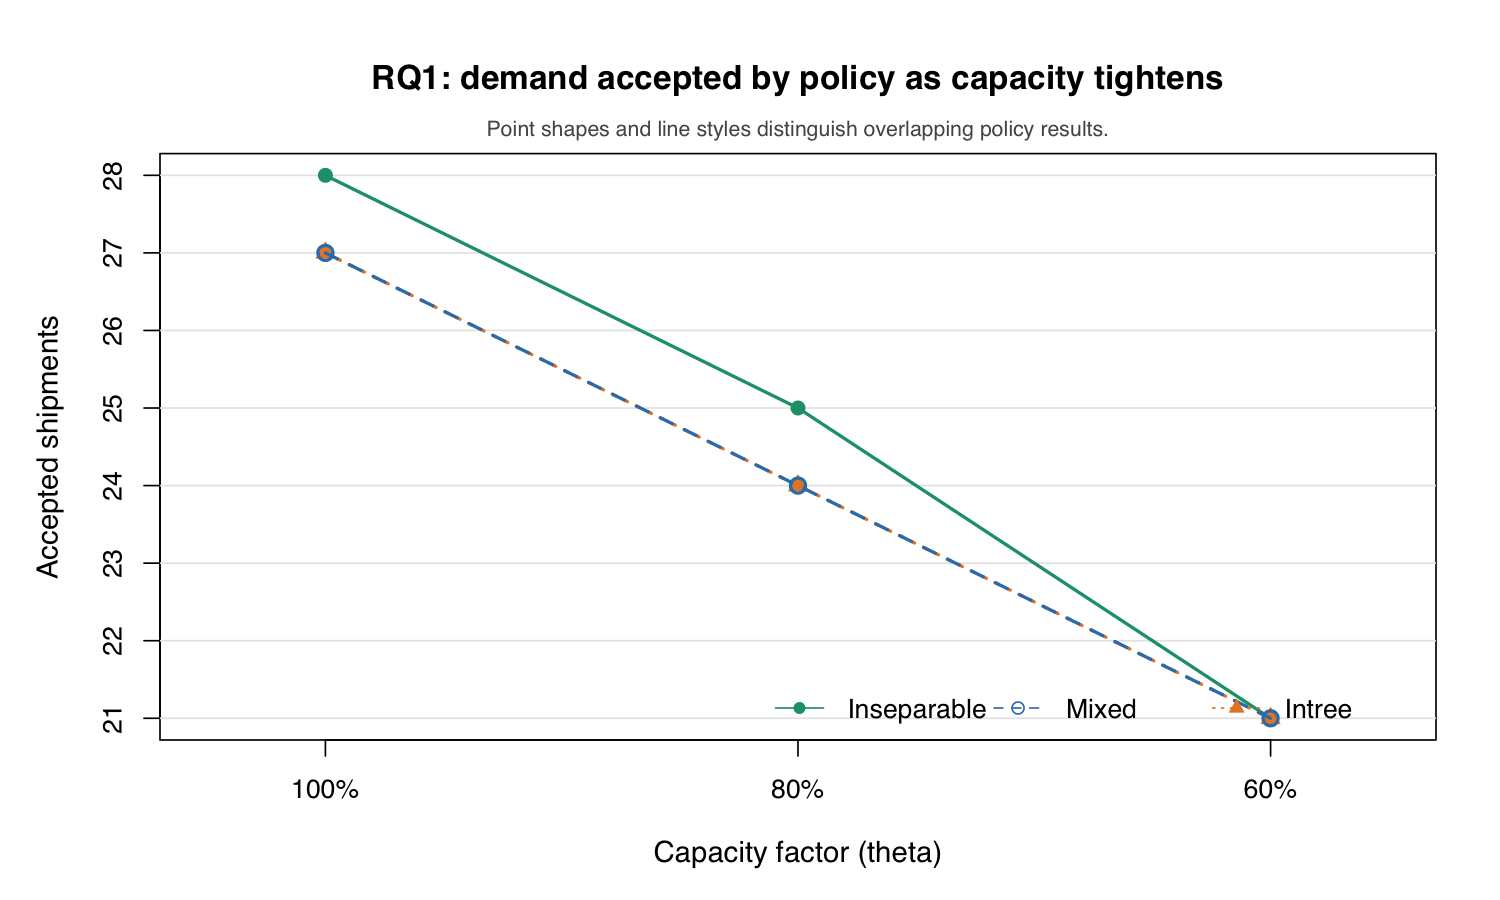 RQ1: demand accepted by policy as capacity tightens
Point shapes and line styles distinguish overlapping policy results.
Accepted shipments
28
27
26
25
24
23
22
21
Inseparable Mixed Intree
100% 80% 60%
Capacity factor (theta)